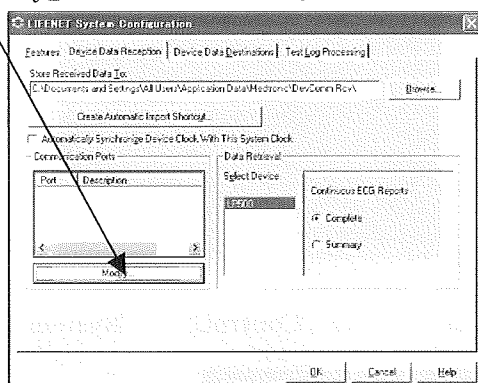 LIFENET System Configuration
Features Device Data Reception Device Data Destinations Test Log Processing
Store Received Data To:
C:\Documents and Settings\All Users\Application Data\Medtronic\DevComm Rcv\ Browse...
Create Automatic Import Shortcut...
Automatically Synchronize Device Clock With This System Clock
Communication Ports Data Retrieval
Port Description Select Device
Continuous ECG Reports
LP500
Complete
Summary
Modify...
OK Cancel Help